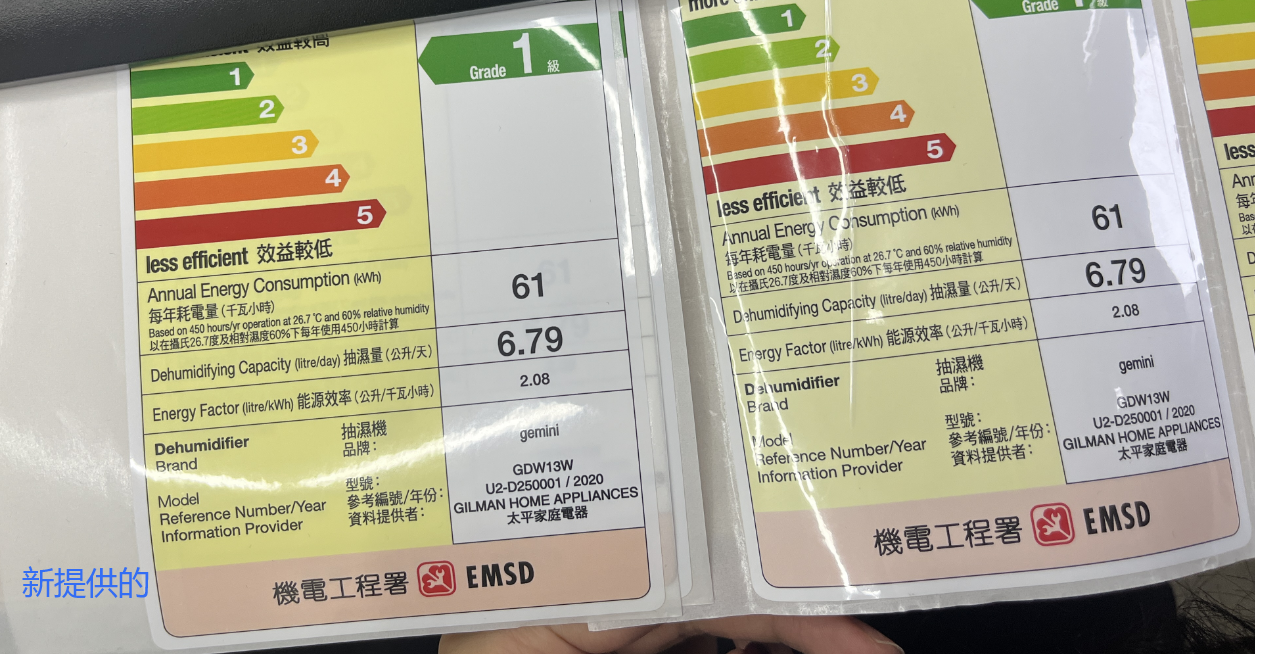 效益較高
1
2
3
4
5
Grade 1 級
less efficient 效益較低
Annual Energy Consumption (kWh)
每年耗電量 (千瓦小時)
Based on 450 hours/yr operation at 26.7 °C and 60% relative humidity
以在攝氏26.7度及相對濕度60%下每年使用450小時計算
61
Dehumidifying Capacity (litre/day) 抽濕量 (公升/天)
6.79
Energy Factor (litre/kWh) 能源效率 (公升/千瓦小時)
2.08
Dehumidifier 抽濕機
Brand 品牌：
gemini
Model 型號：
GDW13W
Reference Number/Year 參考編號/年份：
U2-D250001 / 2020
Information Provider 資料提供者：
GILMAN HOME APPLIANCES
太平家庭電器
機電工程署 EMSD
新提供的
more
1
2
3
4
5
Grade 1 級
less efficient 效益較低
Annual Energy Consumption (kWh)
每年耗電量 (千瓦小時)
Based on 450 hours/yr operation at 26.7 °C and 60% relative humidity
以在攝氏26.7度及相對濕度60%下每年使用450小時計算
61
Dehumidifying Capacity (litre/day) 抽濕量 (公升/天)
6.79
Energy Factor (litre/kWh) 能源效率 (公升/千瓦小時)
2.08
Dehumidifier 抽濕機
Brand 品牌：
gemini
Model 型號：
GDW13W
Reference Number/Year 參考編號/年份：
U2-D250001 / 2020
Information Provider 資料提供者：
GILMAN HOME APPLIANCES
太平家庭電器
機電工程署 EMSD
less